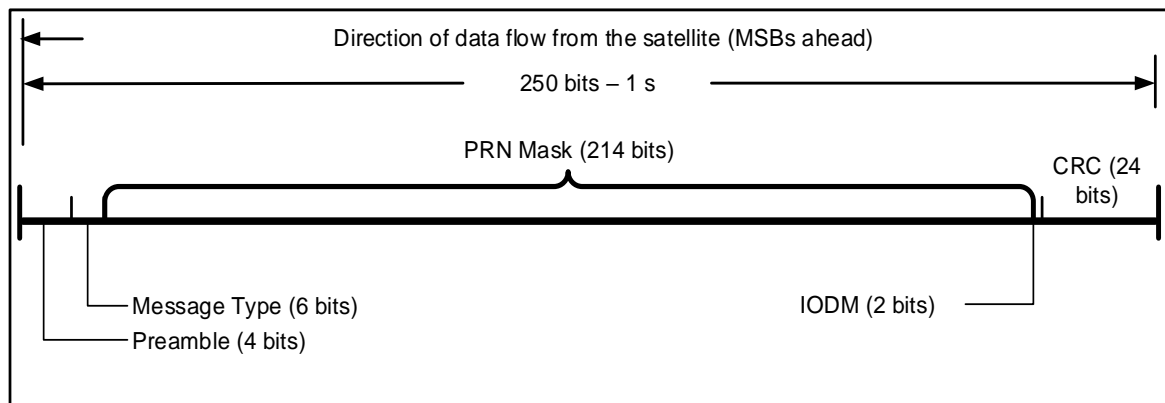 Direction of data flow from the satellite (MSBs ahead)
250 bits – 1 s
PRN Mask (214 bits)
CRC (24
bits)
Message Type (6 bits)
IODM (2 bits)
Preamble (4 bits)